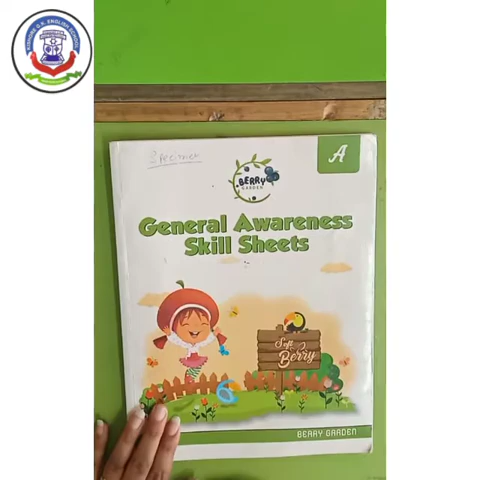 Specimen
A
BERRY
GARDEN
General Awareness
Skill Sheets
Soft
Berry
BERRY GARDEN